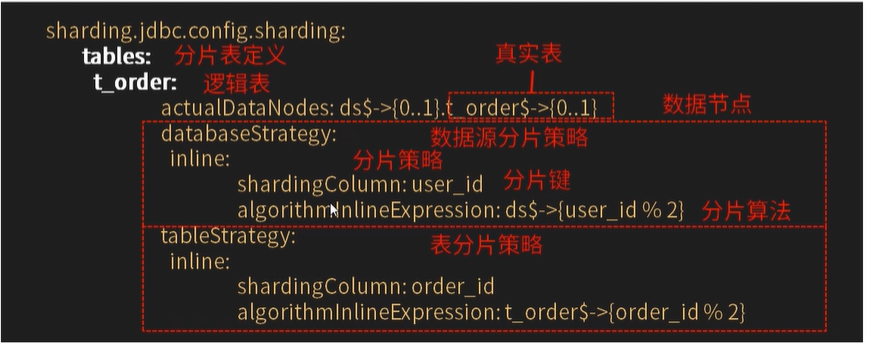 sharding.jdbc.config.sharding:
tables: 分片表定义
真实表
t_order: 逻辑表
actualDataNodes: ds$->{0..1}.t_order$->{0..1} 数据节点
databaseStrategy: 数据源分片策略
inline: 分片策略
shardingColumn: user_id 分片键
algorithmInlineExpression: ds$->{user_id % 2} 分片算法
tableStrategy: 表分片策略
inline:
shardingColumn: order_id
algorithmInlineExpression: t_order$->{order_id % 2}